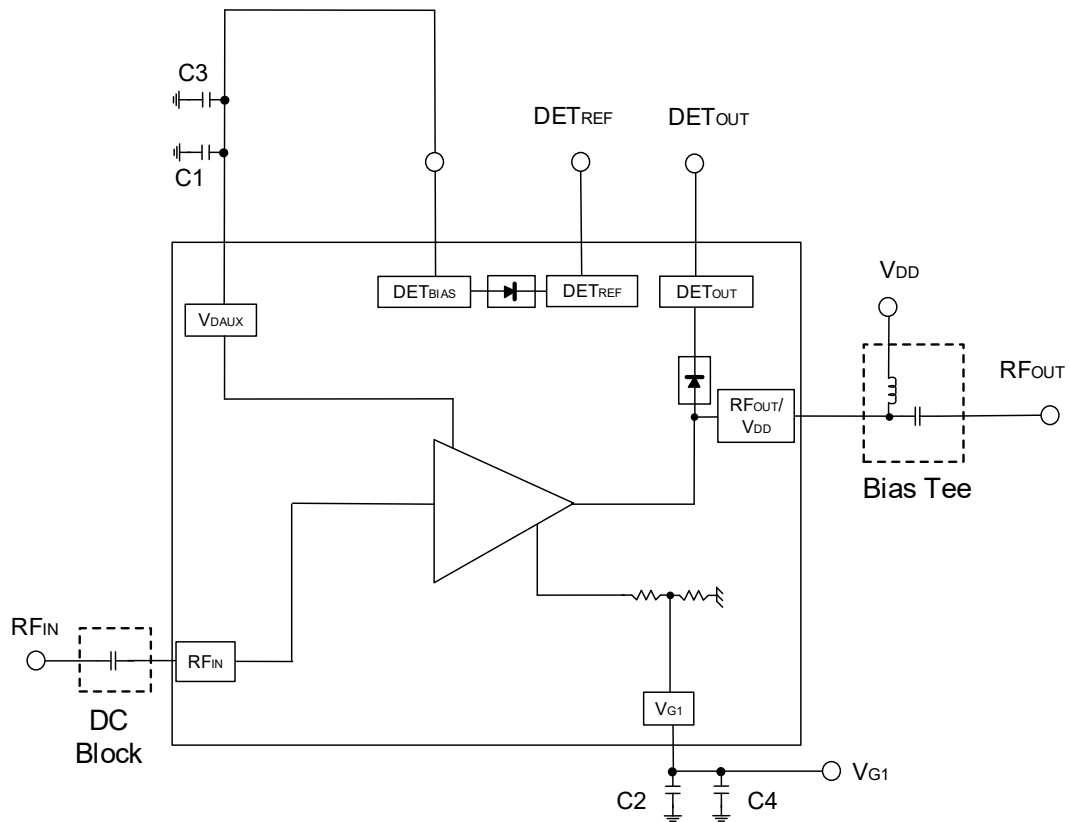 C3
C1
DETREF
DETOUT
VDD
RFOUT
DETBIAS
DETREF
DETOUT
VDAUX
RFOUT/
VDD
Bias Tee
RFIN
RFIN
DC
Block
VG1
C2
C4
VG1